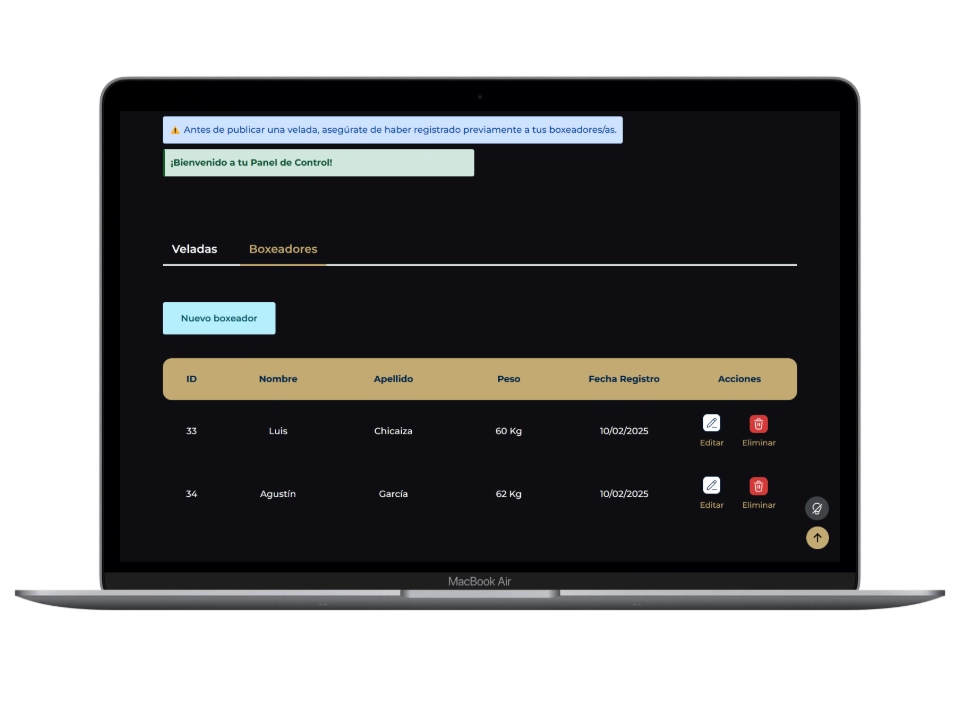 ⚠️ Antes de publicar una velada, asegúrate de haber registrado previamente a tus boxeadores/as.
¡Bienvenido a tu Panel de Control!
Veladas Boxeadores
Nuevo boxeador
ID Nombre Apellido Peso Fecha Registro Acciones
33 Luis Chicaiza 60 Kg 10/02/2025
Editar Eliminar
34 Agustín García 62 Kg 10/02/2025
Editar Eliminar
MacBook Air